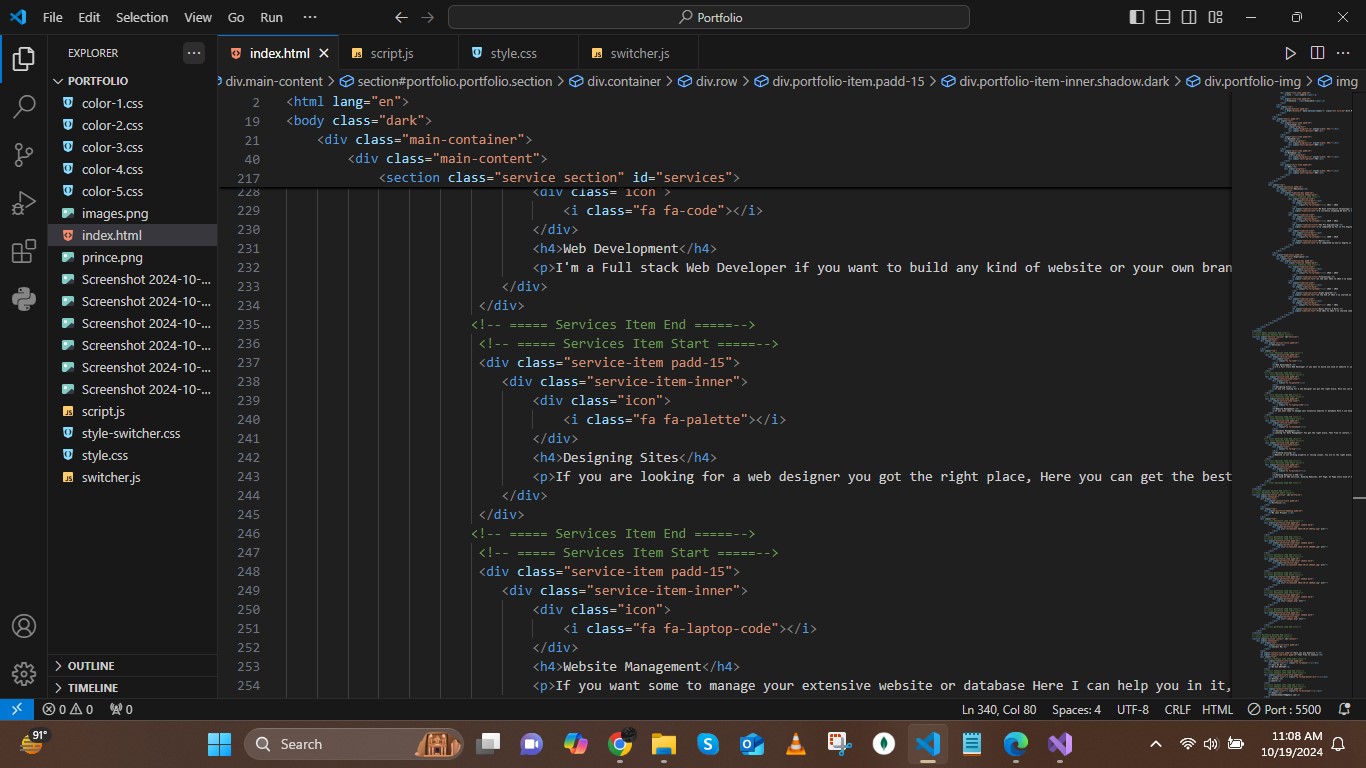 File Edit Selection View Go Run ··· Portfolio
EXPLORER ···
index.html script.js style.css switcher.js
PORTFOLIO
color-1.css
color-2.css
color-3.css
color-4.css
color-5.css
images.png
index.html
prince.png
Screenshot 2024-10-...
Screenshot 2024-10-...
Screenshot 2024-10-...
Screenshot 2024-10-...
Screenshot 2024-10-...
Screenshot 2024-10-...
script.js
style-switcher.css
style.css
switcher.js
OUTLINE
TIMELINE
div.main-content > section#portfolio.portfolio.section > div.container > div.row > div.portfolio-item.padd-15 > div.portfolio-item-inner.shadow.dark > div.portfolio-img > img
2 <html lang="en">
19 <body class="dark">
21 <div class="main-container">
40 <div class="main-content">
217 <section class="service section" id="services">
228 <div class="icon">
229 <i class="fa fa-code"></i>
230 </div>
231 <h4>Web Development</h4>
232 <p>I'm a Full stack Web Developer if you want to build any kind of website or your own bran
233 </div>
234 </div>
235 <!-- ===== Services Item End ====== -->
236 <!-- ===== Services Item Start ====== -->
237 <div class="service-item padd-15">
238 <div class="service-item-inner">
239 <div class="icon">
240 <i class="fa fa-palette"></i>
241 </div>
242 <h4>Designing Sites</h4>
243 <p>If you are looking for a web designer you got the right place, Here you can get the best
244 </div>
245 </div>
246 <!-- ===== Services Item End ====== -->
247 <!-- ===== Services Item Start ====== -->
248 <div class="service-item padd-15">
249 <div class="service-item-inner">
250 <div class="icon">
251 <i class="fa fa-laptop-code"></i>
252 </div>
253 <h4>Website Management</h4>
254 <p>If you want some to manage your extensive website or database Here I can help you in it,
0 0 0 Ln 340, Col 80 Spaces: 4 UTF-8 CRLF HTML Port : 5500
91° Search 11:08 AM
10/19/2024